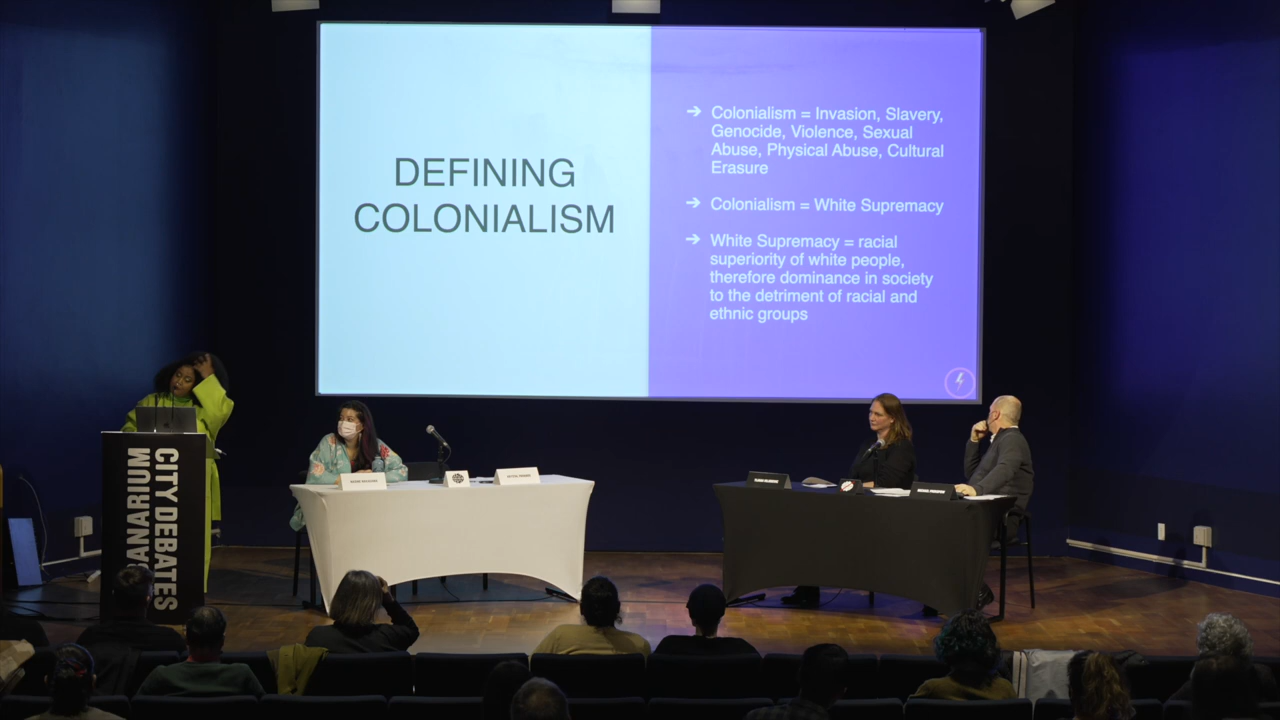 DEFINING
COLONIALISM
➔ Colonialism = Invasion, Slavery,
Genocide, Violence, Sexual
Abuse, Physical Abuse, Cultural
Erasure
➔ Colonialism = White Supremacy
➔ White Supremacy = racial
superiority of white people,
therefore dominance in society
to the detriment of racial and
ethnic groups
CITY DEBATES
BANARIUM